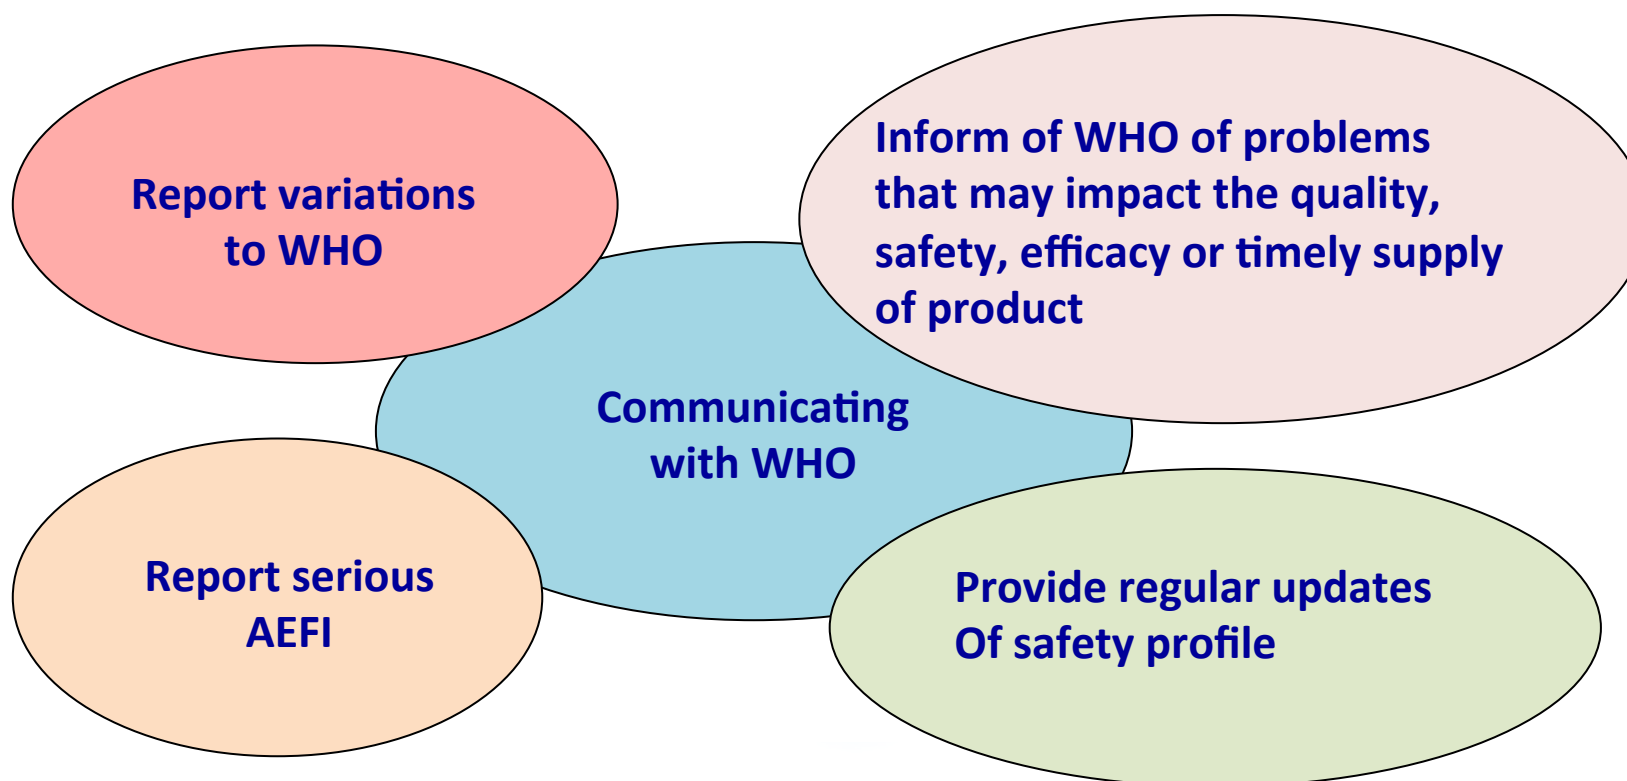 Report variations
to WHO
Inform of WHO of problems
that may impact the quality,
safety, efficacy or timely supply
of product
Communicating
with WHO
Report serious
AEFI
Provide regular updates
Of safety profile